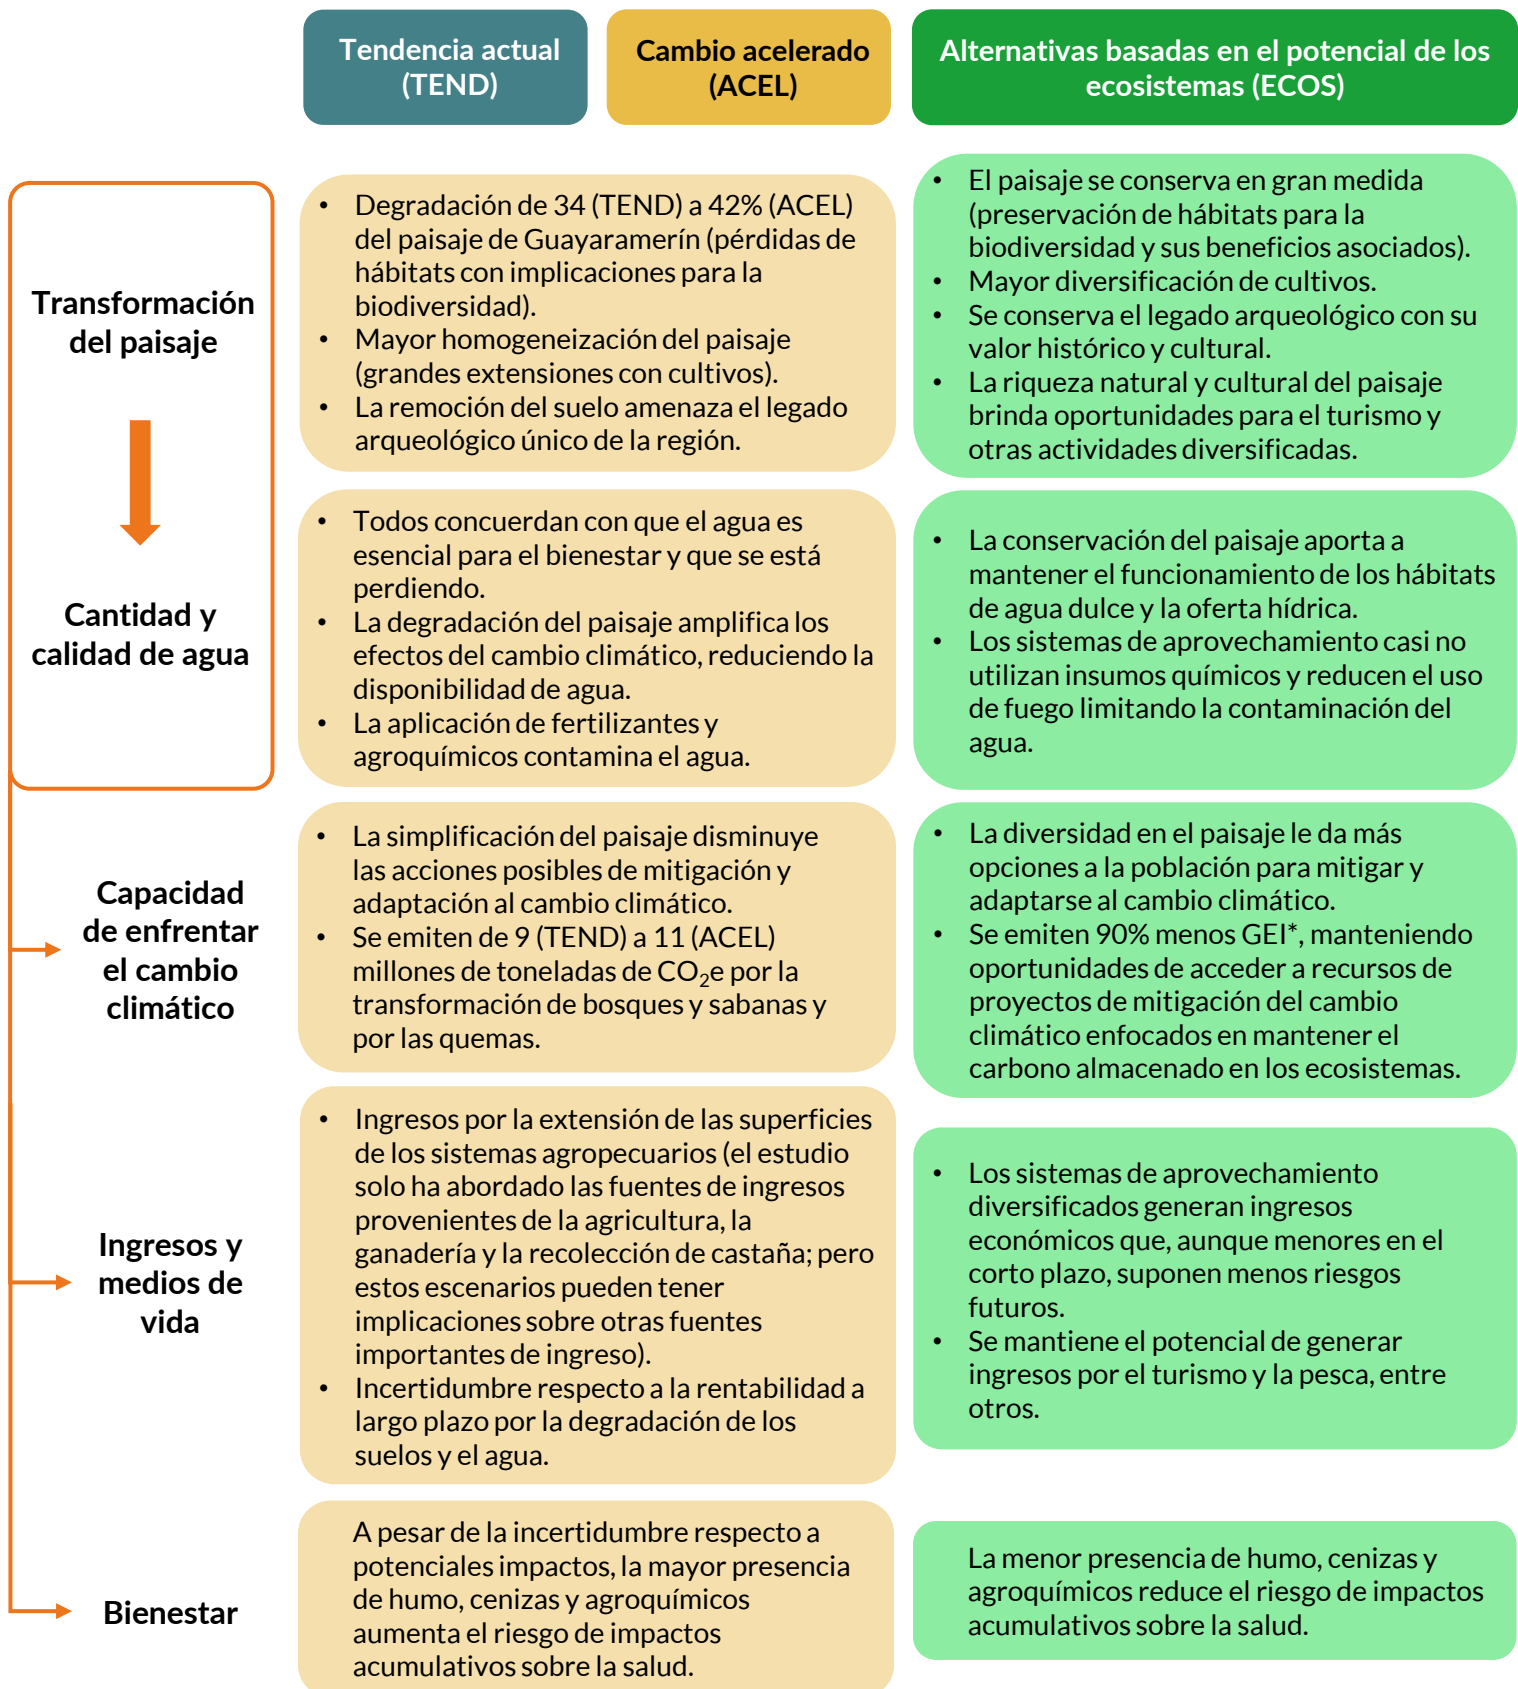 Tendencia actual
(TEND)
Cambio acelerado
(ACEL)
Alternativas basadas en el potencial de los
ecosistemas (ECOS)
Transformación
del paisaje
• Degradación de 34 (TEND) a 42% (ACEL)
del paisaje de Guayaramerín (pérdidas de
hábitats con implicaciones para la
biodiversidad).
• Mayor homogeneización del paisaje
(grandes extensiones con cultivos).
• La remoción del suelo amenaza el legado
arqueológico único de la región.
• El paisaje se conserva en gran medida
(preservación de hábitats para la
biodiversidad y sus beneficios asociados).
• Mayor diversificación de cultivos.
• Se conserva el legado arqueológico con su
valor histórico y cultural.
• La riqueza natural y cultural del paisaje
brinda oportunidades para el turismo y
otras actividades diversificadas.
Cantidad y
calidad de agua
• Todos concuerdan con que el agua es
esencial para el bienestar y que se está
perdiendo.
• La degradación del paisaje amplifica los
efectos del cambio climático, reduciendo la
disponibilidad de agua.
• La aplicación de fertilizantes y
agroquímicos contamina el agua.
• La conservación del paisaje aporta a
mantener el funcionamiento de los hábitats
de agua dulce y la oferta hídrica.
• Los sistemas de aprovechamiento casi no
utilizan insumos químicos y reducen el uso
de fuego limitando la contaminación del
agua.
Capacidad
de enfrentar
el cambio
climático
• La simplificación del paisaje disminuye
las acciones posibles de mitigación y
adaptación al cambio climático.
• Se emiten de 9 (TEND) a 11 (ACEL)
millones de toneladas de CO₂e por la
transformación de bosques y sabanas y
por las quemas.
• La diversidad en el paisaje le da más
opciones a la población para mitigar y
adaptarse al cambio climático.
• Se emiten 90% menos GEI*, manteniendo
oportunidades de acceder a recursos de
proyectos de mitigación del cambio
climático enfocados en mantener el
carbono almacenado en los ecosistemas.
Ingresos y
medios de
vida
• Ingresos por la extensión de las superficies
de los sistemas agropecuarios (el estudio
solo ha abordado las fuentes de ingresos
provenientes de la agricultura, la
ganadería y la recolección de castaña; pero
estos escenarios pueden tener
implicaciones sobre otras fuentes
importantes de ingreso).
• Incertidumbre respecto a la rentabilidad a
largo plazo por la degradación de los
suelos y el agua.
• Los sistemas de aprovechamiento
diversificados generan ingresos
económicos que, aunque menores en el
corto plazo, suponen menos riesgos
futuros.
• Se mantiene el potencial de generar
ingresos por el turismo y la pesca, entre
otros.
Bienestar
A pesar de la incertidumbre respecto a
potenciales impactos, la mayor presencia
de humo, cenizas y agroquímicos
aumenta el riesgo de impactos
acumulativos sobre la salud.
La menor presencia de humo, cenizas y
agroquímicos reduce el riesgo de impactos
acumulativos sobre la salud.